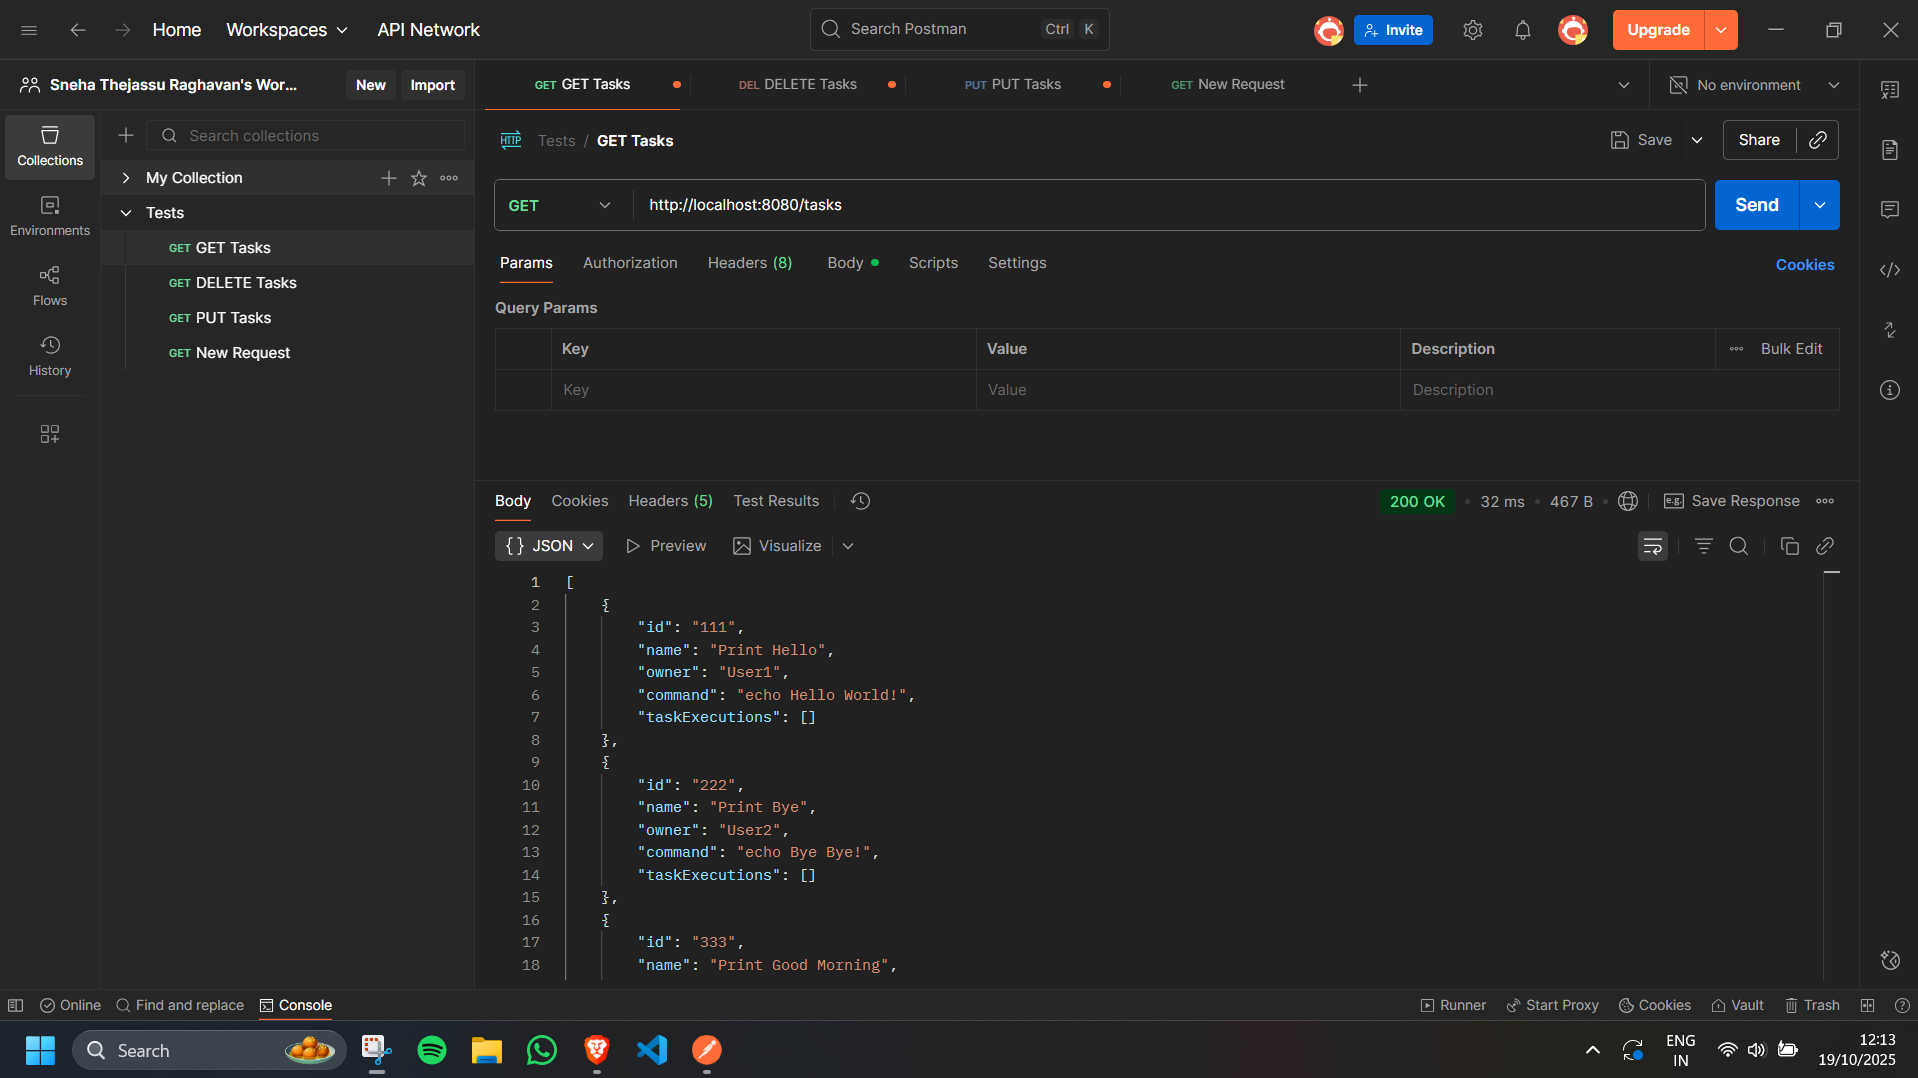 Home Workspaces API Network Search Postman Ctrl K Invite Upgrade
Sneha Thejassu Raghavan's Wor... New Import GET GET Tasks DEL DELETE Tasks PUT PUT Tasks GET New Request No environment
Collections
Environments
Flows
History
Search collections
My Collection
Tests
GET GET Tasks
GET DELETE Tasks
GET PUT Tasks
GET New Request
HTTP Tests / GET Tasks Save Share
GET http://localhost:8080/tasks Send
Params Authorization Headers (8) Body Scripts Settings Cookies
Query Params
Key Value Description Bulk Edit
Key Value Description
Body Cookies Headers (5) Test Results 200 OK 32 ms 467 B e.g. Save Response
{} JSON Preview Visualize
1 [
2 {
3 "id": "111",
4 "name": "Print Hello",
5 "owner": "User1",
6 "command": "echo Hello World!",
7 "taskExecutions": []
8 },
9 {
10 "id": "222",
11 "name": "Print Bye",
12 "owner": "User2",
13 "command": "echo Bye Bye!",
14 "taskExecutions": []
15 },
16 {
17 "id": "333",
18 "name": "Print Good Morning",
Online Find and replace Console Runner Start Proxy Cookies Vault Trash
Search ENG 12:13
IN 19/10/2025